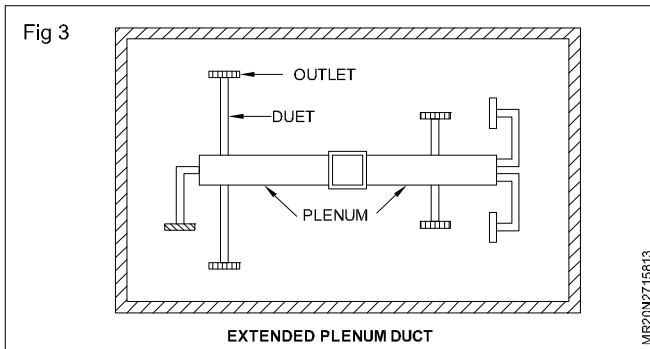 Fig 3
OUTLET
DUET
PLENUM
EXTENDED PLENUM DUCT
MR20N2715813